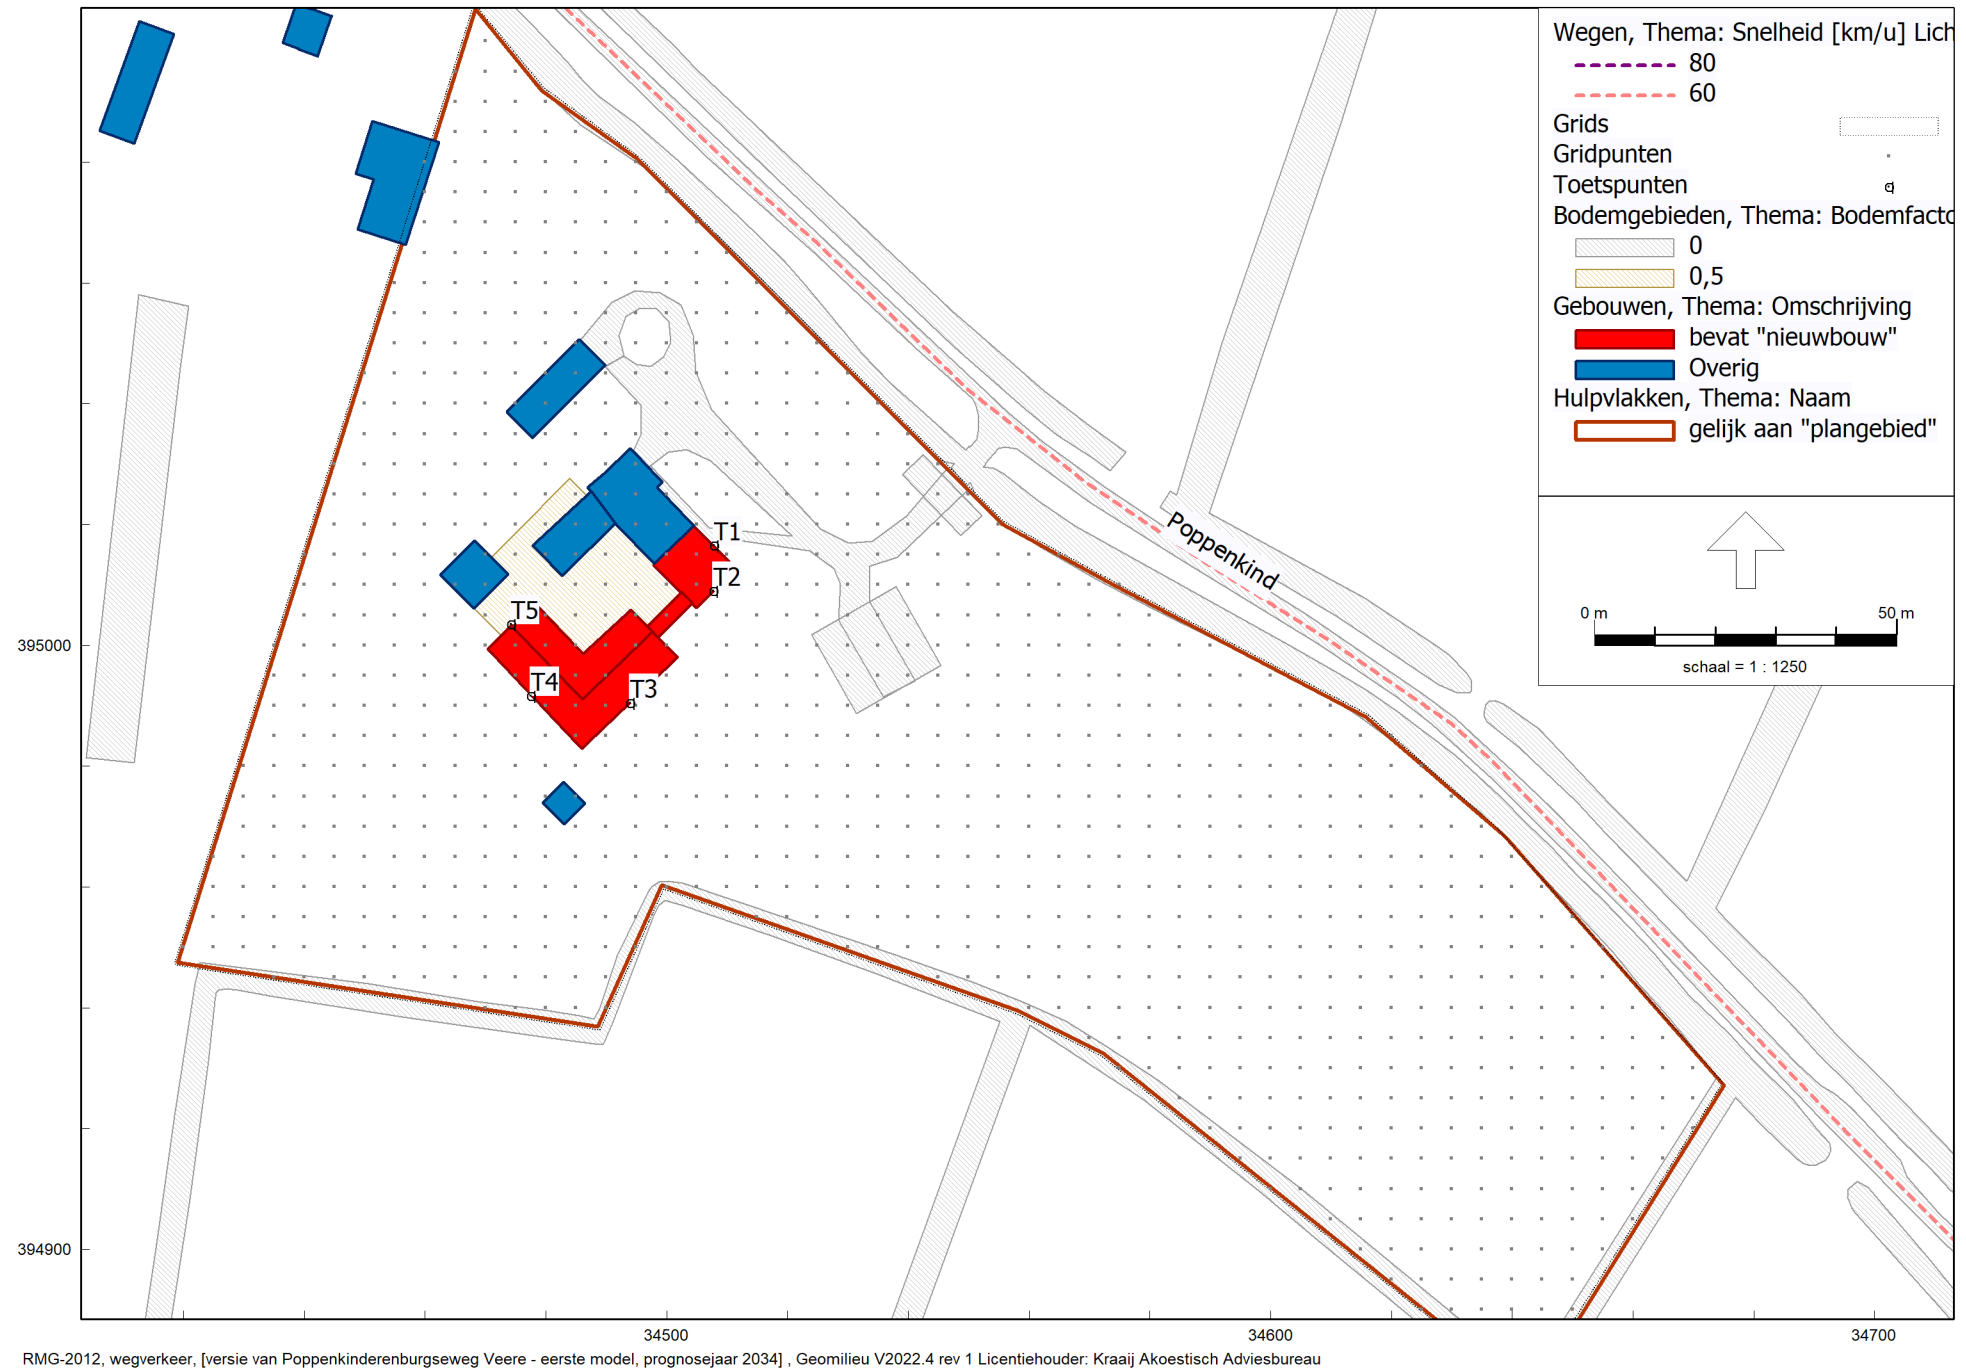 Wegen, Thema: Snelheid [km/u] Lich
80
60
Grids
Gridpunten
Toetspunten
Bodemgebieden, Thema: Bodemfacto
0
0,5
Gebouwen, Thema: Omschrijving
bevat "nieuwbouw"
Overig
Hulpvlakken, Thema: Naam
gelijk aan "plangebied"
0 m
50 m
schaal = 1 : 1250
Poppenkind
T1
T2
T5
T4
T3
395000
394900
34500
34600
34700
RMG-2012, wegverkeer, [versie van Poppenkinderenburgseweg Veere - eerste model, prognosejaar 2034] , Geomilieu V2022.4 rev 1 Licentiehouder: Kraaij Akoestisch Adviesbureau